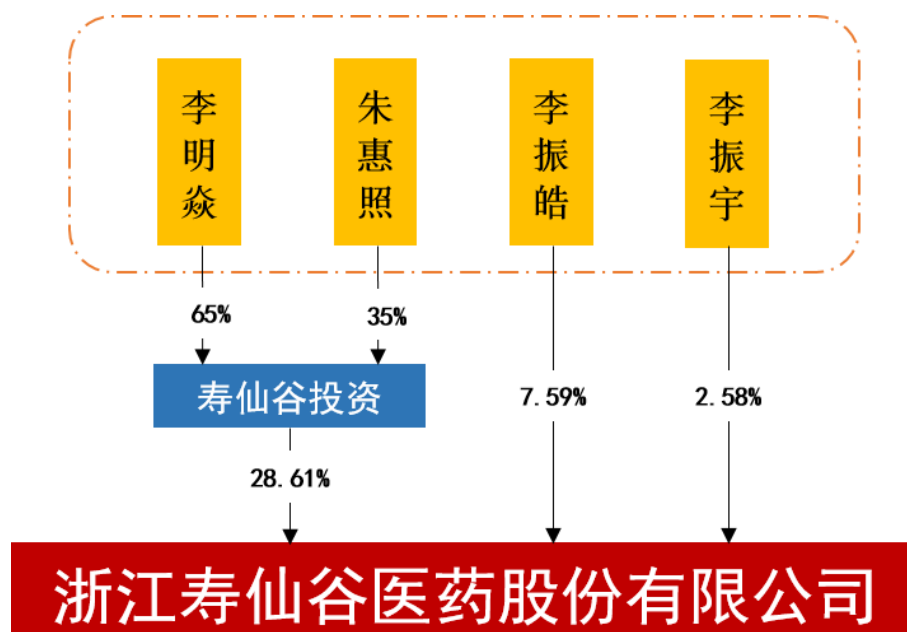 李明焱
朱惠照
李振皓
李振宇
65%
35%
寿仙谷投资
7.59%
2.58%
28.61%
浙江寿仙谷医药股份有限公司